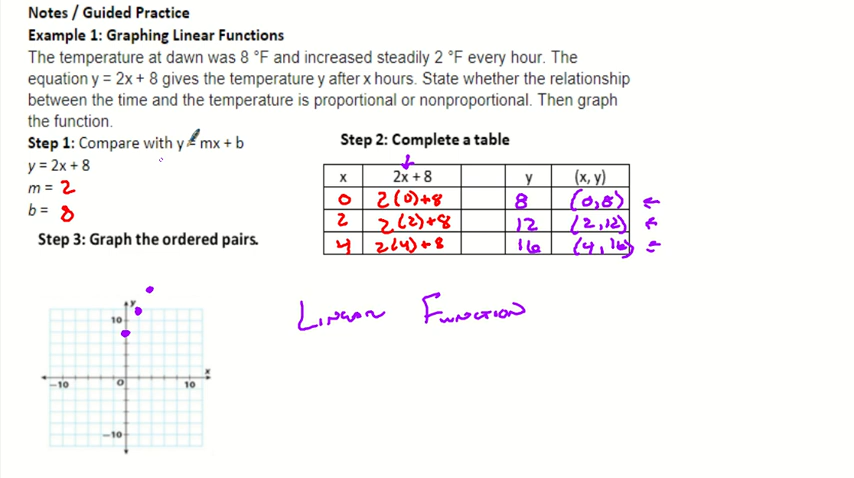 Notes / Guided Practice
Example 1: Graphing Linear Functions
The temperature at dawn was 8 °F and increased steadily 2 °F every hour. The
equation y = 2x + 8 gives the temperature y after x hours. State whether the relationship
between the time and the temperature is proportional or nonproportional. Then graph
the function.
Step 1: Compare with y = mx + b
y = 2x + 8
m = 2
b = 8
Step 2: Complete a table
x 2x + 8 y (x, y)
0 2(0)+8 8 (0,8)
2 2(2)+8 12 (2,12)
4 2(4)+8 16 (4,16)
Step 3: Graph the ordered pairs.
y
10
x
-10 O 10
-10
Linear Function